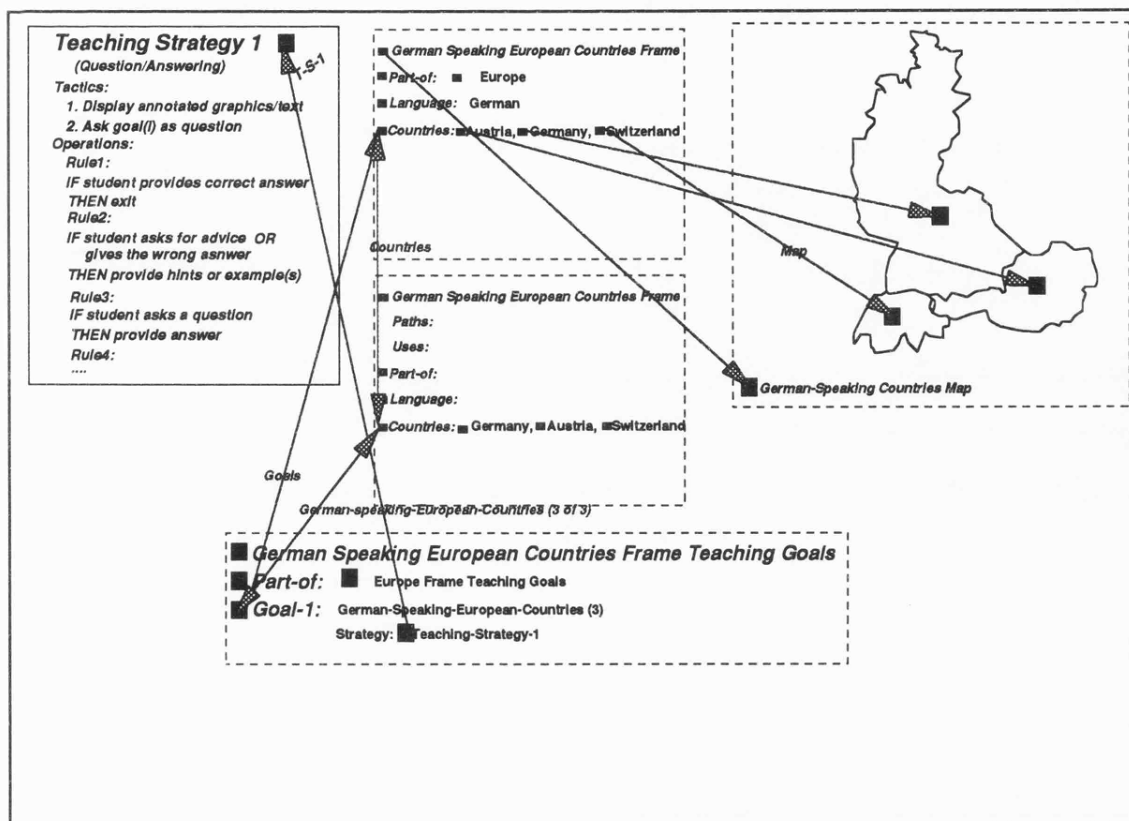 Teaching Strategy 1
(Question/Answering)
Tactics:
1. Display annotated graphics/text
2. Ask goal(i) as question
Operations:
Rule1:
IF student provides correct answer
THEN exit
Rule2:
IF student asks for advice OR
gives the wrong asnwer
THEN provide hints or example(s)
Rule3:
IF student asks a question
THEN provide answer
Rule4:
....
T-S-1
German Speaking European Countries Frame
Part-of: Europe
Language: German
Countries: Austria, Germany, Switzerland
Countries
Map
German-Speaking Countries Map
German Speaking European Countries Frame
Paths:
Uses:
Part-of:
Language:
Countries: Germany, Austria, Switzerland
Goals
German-speaking-European-Countries (3 of 3)
German Speaking European Countries Frame Teaching Goals
Part-of: Europe Frame Teaching Goals
Goal-1: German-Speaking-European-Countries (3)
Strategy: Teaching-Strategy-1